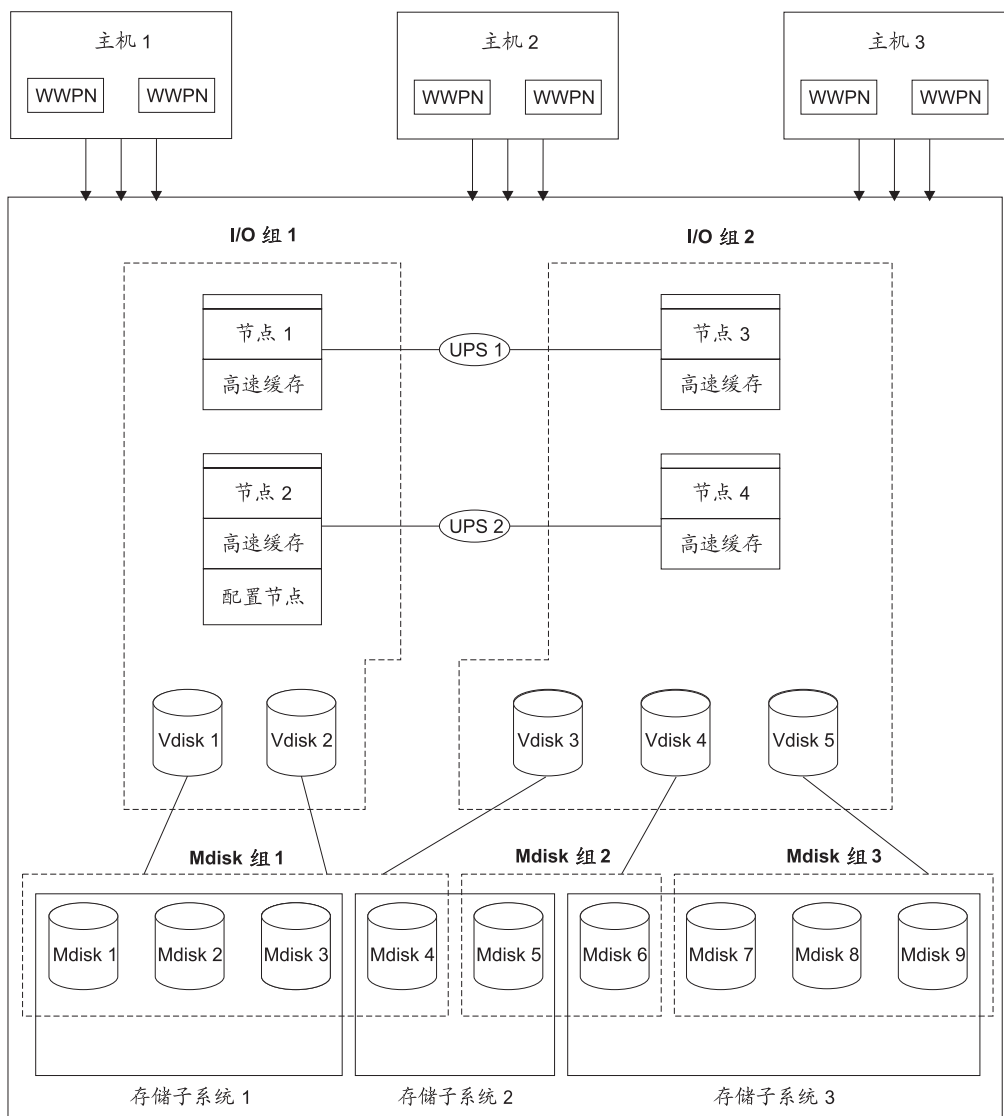 主机 1
主机 2
主机 3
WWPN WWPN
WWPN WWPN
WWPN WWPN
I/O 组 1
I/O 组 2
节点 1
高速缓存
UPS 1
节点 3
高速缓存
节点 2
高速缓存
配置节点
UPS 2
节点 4
高速缓存
Vdisk 1
Vdisk 2
Vdisk 3
Vdisk 4
Vdisk 5
Mdisk 组 1
Mdisk 组 2
Mdisk 组 3
Mdisk 1
Mdisk 2
Mdisk 3
Mdisk 4
Mdisk 5
Mdisk 6
Mdisk 7
Mdisk 8
Mdisk 9
存储子系统 1
存储子系统 2
存储子系统 3